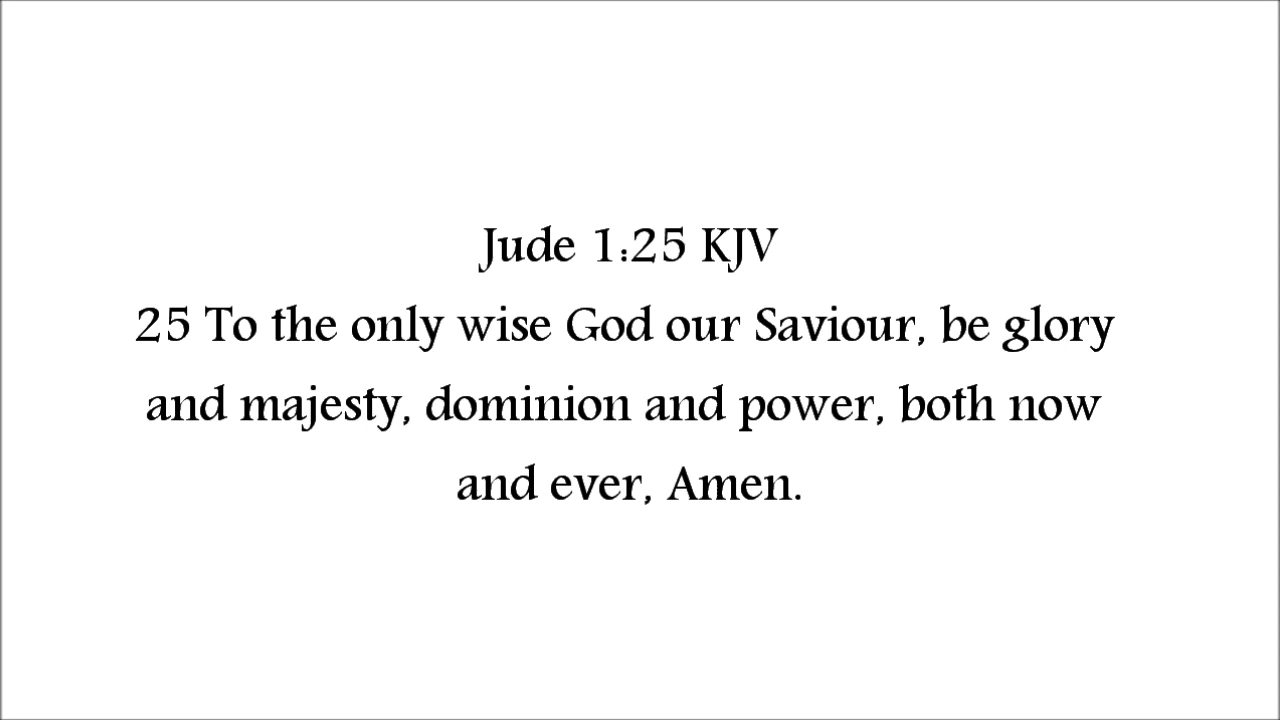 Jude 1:25 KJV
25 To the only wise God our Saviour, be glory
and majesty, dominion and power, both now
and ever, Amen.